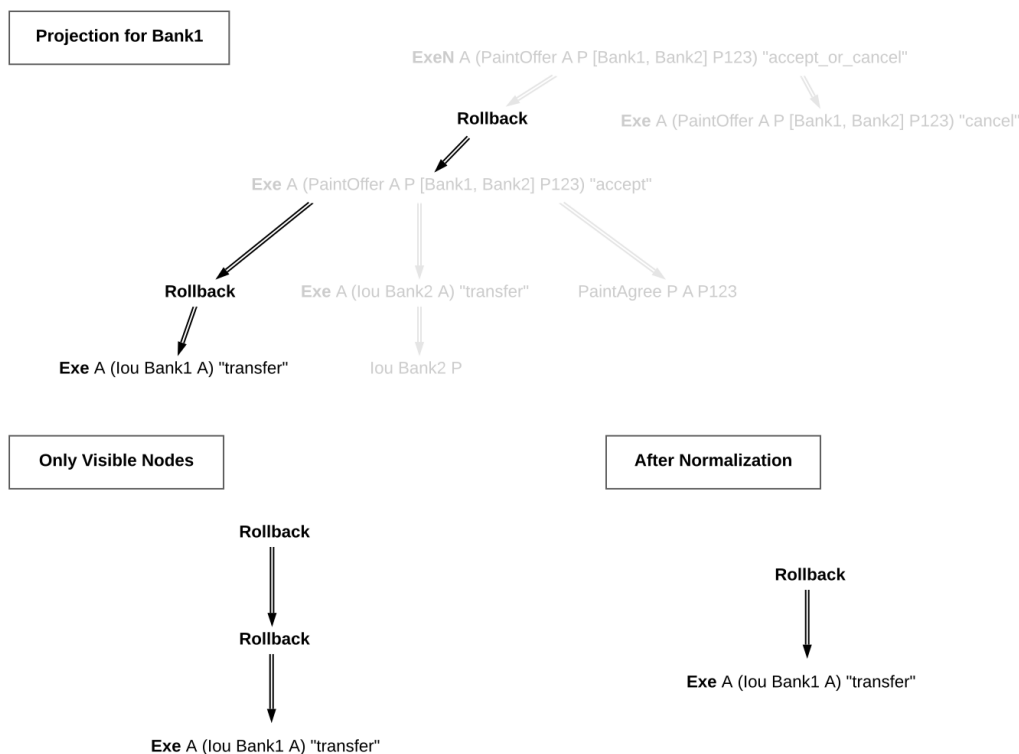 Projection for Bank1
ExeN A (PaintOffer A P [Bank1, Bank2] P123) "accept_or_cancel"
Rollback
Exe A (PaintOffer A P [Bank1, Bank2] P123) "cancel"
Exe A (PaintOffer A P [Bank1, Bank2] P123) "accept"
Rollback
Exe A (Iou Bank2 A) "transfer"
PaintAgree P A P123
Exe A (Iou Bank1 A) "transfer"
Iou Bank2 P
Only Visible Nodes
After Normalization
Rollback
Rollback
Rollback
Exe A (Iou Bank1 A) "transfer"
Exe A (Iou Bank1 A) "transfer"